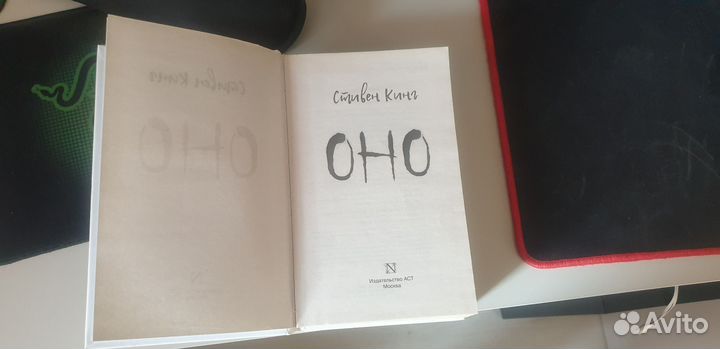 Стивен Кинг
ОНО
Издательство АСТ
Москва
Avito